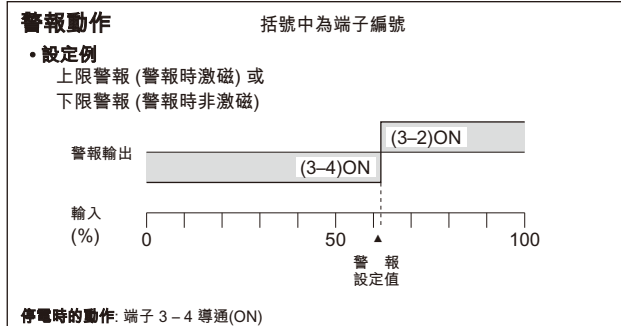 警報動作 括號中為端子編號
• 設定例
上限警報 (警報時激磁) 或
下限警報 (警報時非激磁)
(3–2)ON
警報輸出
(3–4)ON
輸入
(%)
0 50 100
▲
警 報
設定值
停電時的動作: 端子 3 – 4 導通(ON)